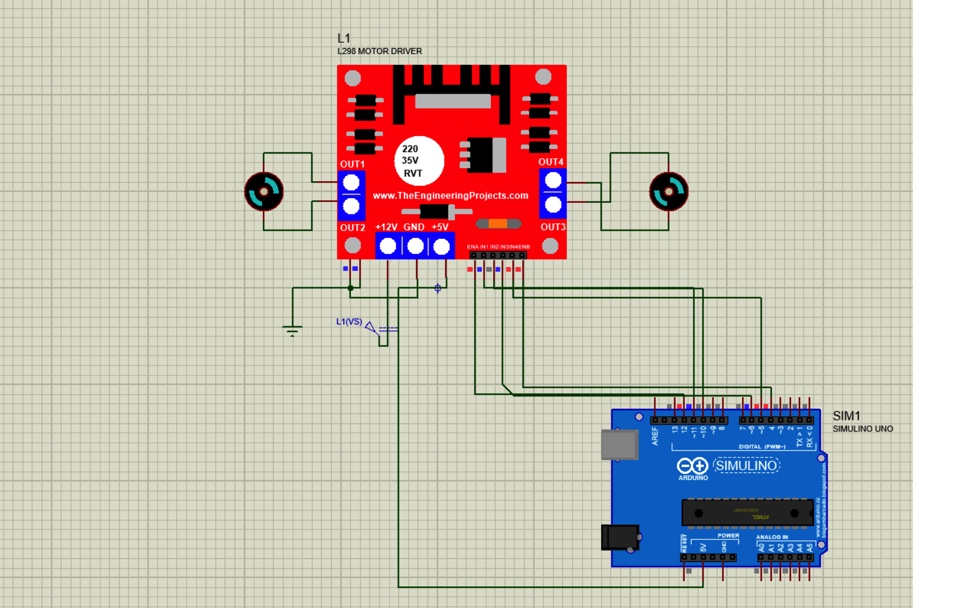 L1
L298 MOTOR DRIVER
220
35V
RVT
OUT1
OUT4
www.TheEngineeringProjects.com
OUT2
+12V GND +5V
OUT3
ENA IN1 IN2 IN3 IN4 ENB
L1(VS)
SIM1
SIMULINO UNO
AREF
13
12
~11
~10
~9
8
7
~6
~5
4
~3
2
TX > 1
RX < 0
DIGITAL (PWM~)
ARDUINO
SIMULINO
ATMEL
RESET
5V
GND
POWER
ANALOG IN
A0
A1
A2
A3
A4
A5